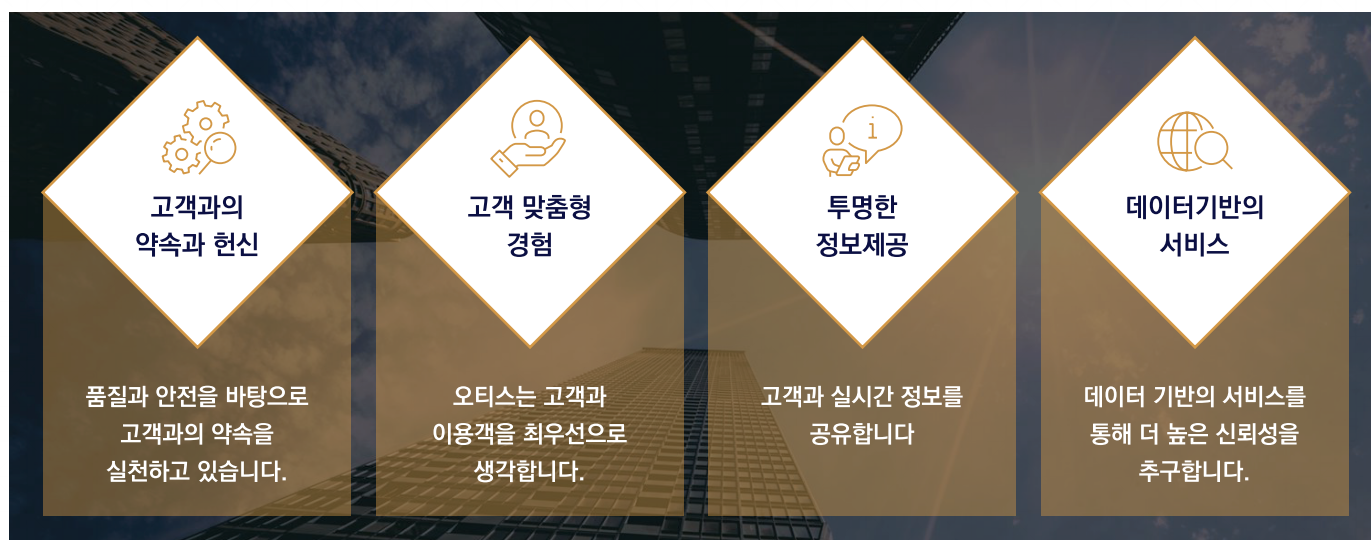 고객과의
약속과 헌신
품질과 안전을 바탕으로
고객과의 약속을
실천하고 있습니다.
고객 맞춤형
경험
오티스는 고객과
이용객을 최우선으로
생각합니다.
i
투명한
정보제공
고객과 실시간 정보를
공유합니다
데이터기반의
서비스
데이터 기반의 서비스를
통해 더 높은 신뢰성을
추구합니다.